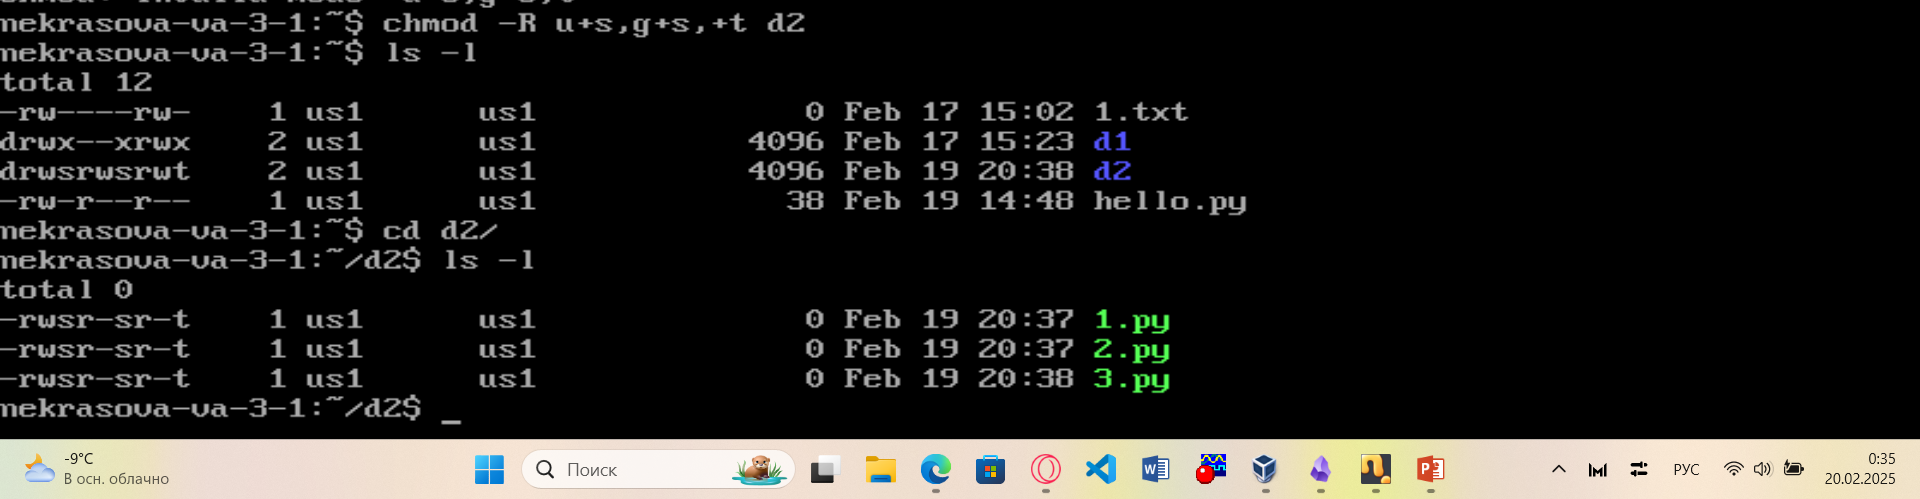 mekrasova-va-3-1:~$ chmod -R u+s,g+s,+t d2
mekrasova-va-3-1:~$ ls -l
total 12
-rw----rw- 1 us1 us1 0 Feb 17 15:02 1.txt
drwx--xrwx 2 us1 us1 4096 Feb 17 15:23 d1
drwsrwsrwt 2 us1 us1 4096 Feb 19 20:38 d2
-rw-r--r-- 1 us1 us1 38 Feb 19 14:48 hello.py
mekrasova-va-3-1:~$ cd d2/
mekrasova-va-3-1:~/d2$ ls -l
total 0
-rwsr-sr-t 1 us1 us1 0 Feb 19 20:37 1.py
-rwsr-sr-t 1 us1 us1 0 Feb 19 20:37 2.py
-rwsr-sr-t 1 us1 us1 0 Feb 19 20:38 3.py
mekrasova-va-3-1:~/d2$ _
-9°C
В осн. облачно
Поиск
РУС
0:35
20.02.2025